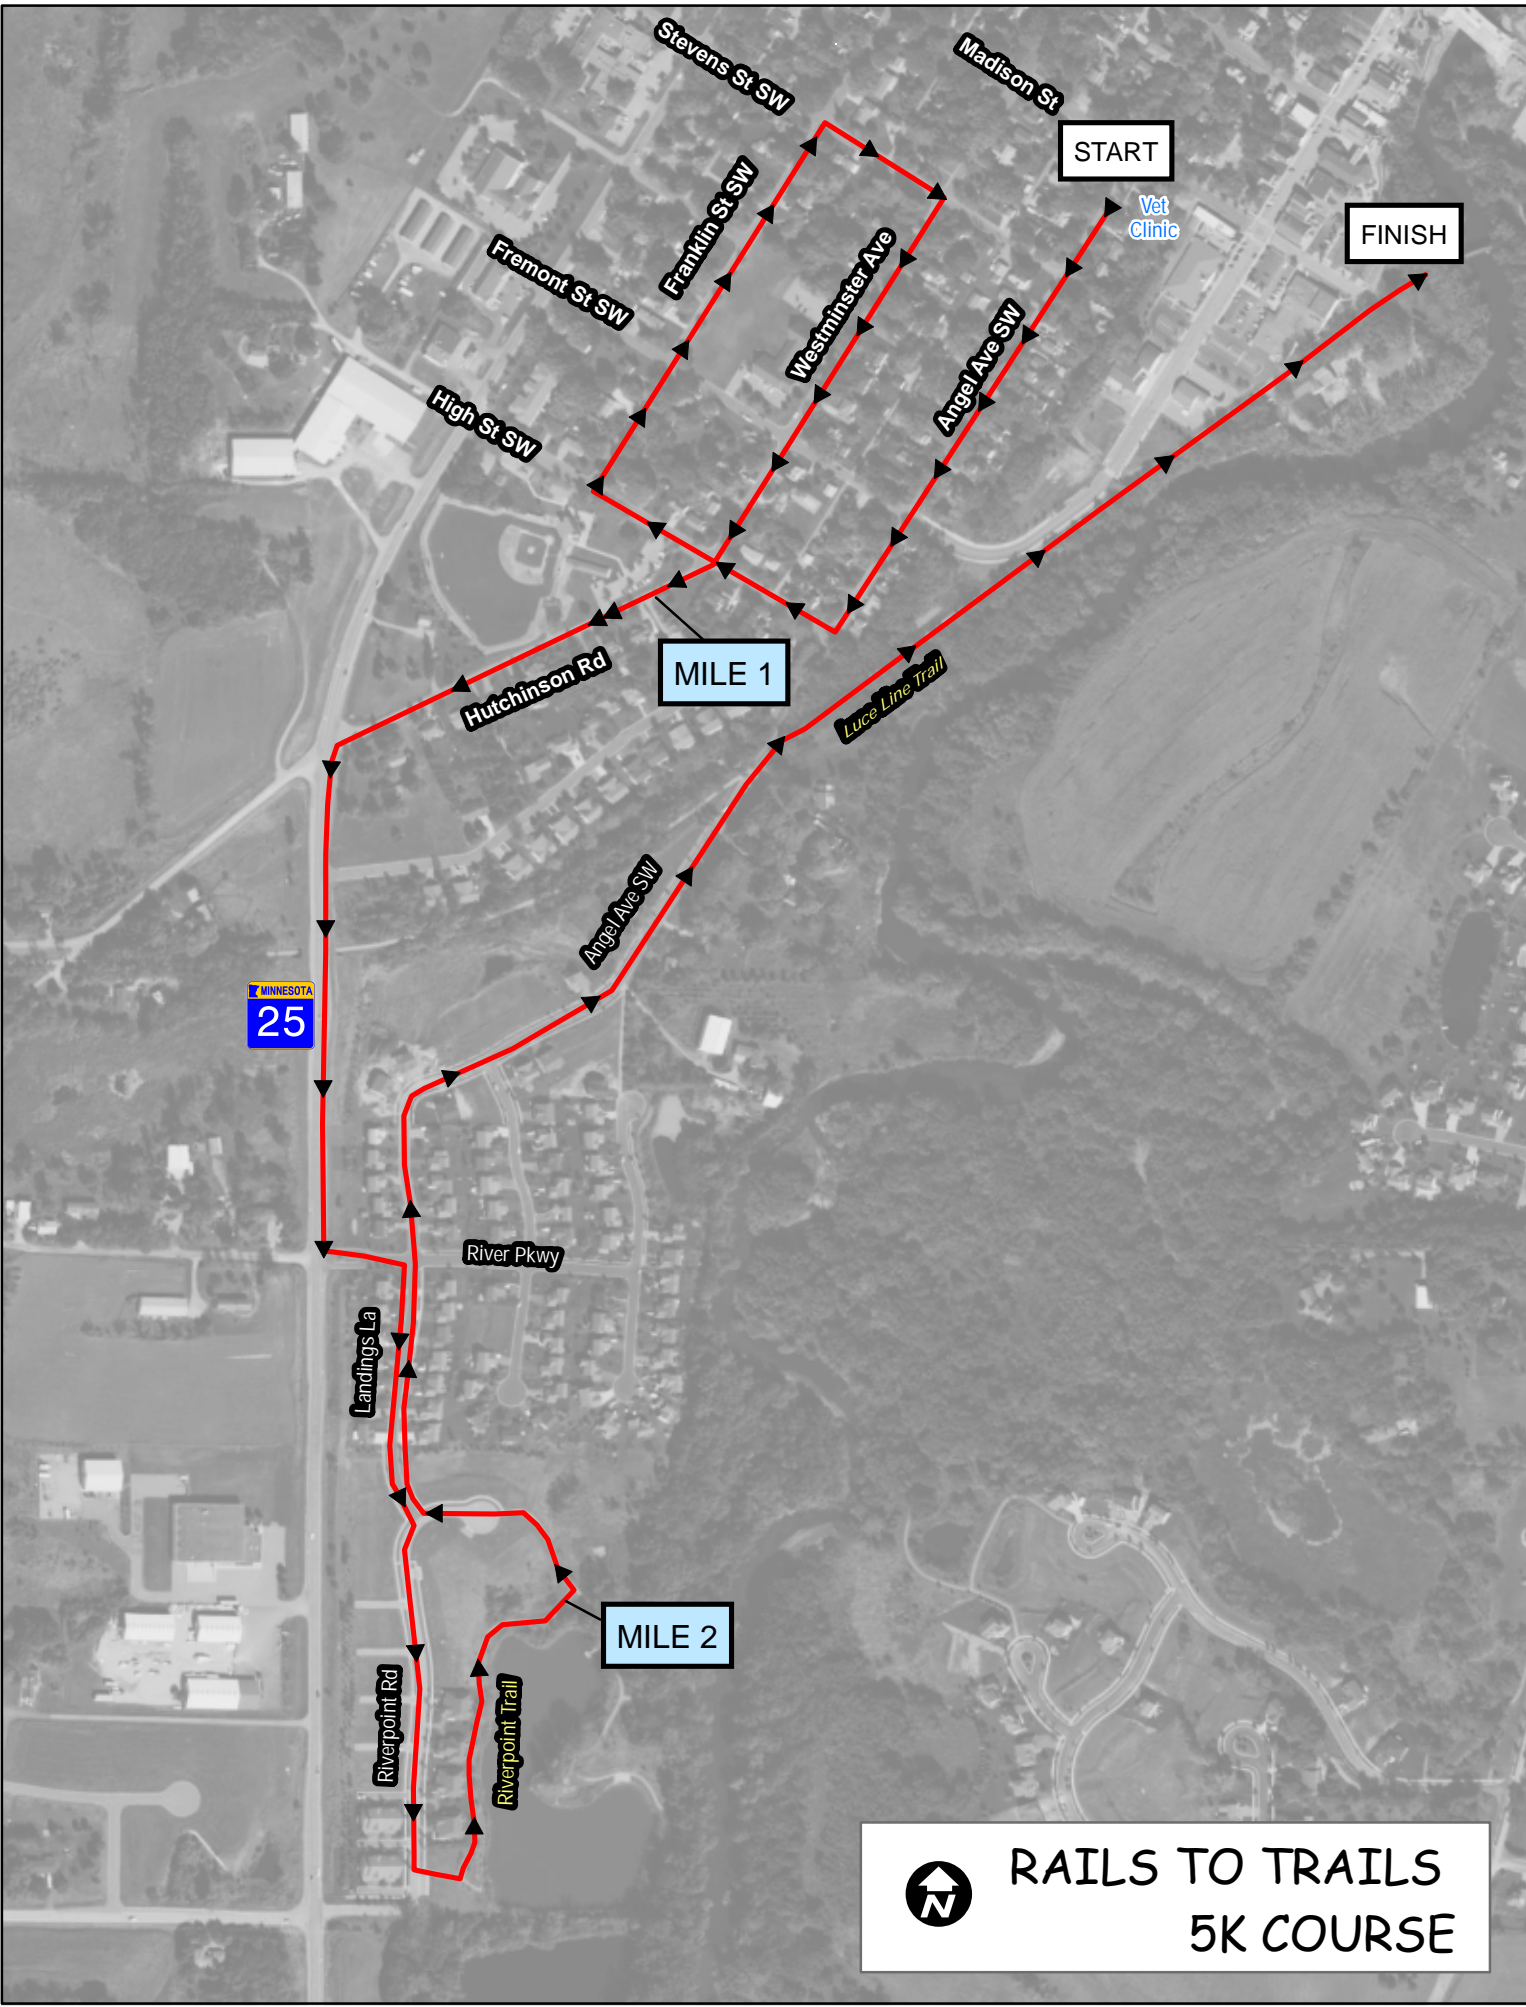 Stevens St SW
Madison St
START
Vet
Clinic
FINISH
Franklin St SW
Fremont St SW
Westminster Ave
Angel Ave SW
High St SW
MILE 1
Hutchinson Rd
Luce Line Trail
Angel Ave SW
MINNESOTA
25
River Pkwy
Landings La
MILE 2
Riverpoint Rd
Riverpoint Trail
N
RAILS TO TRAILS
5K COURSE